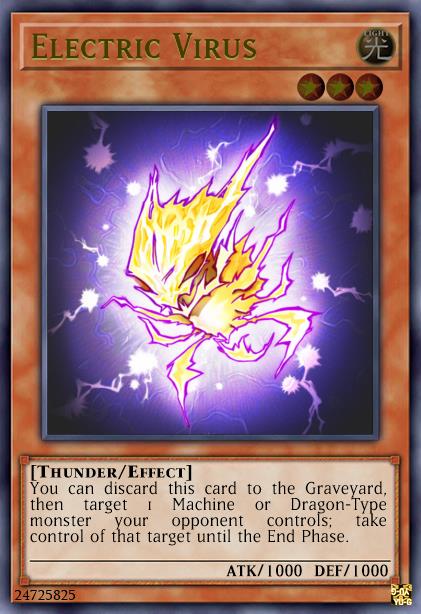 Electric Virus
LIGHT
光
[Thunder/Effect]
You can discard this card to the Graveyard,
then target 1 Machine or Dragon-Type
monster your opponent controls; take
control of that target until the End Phase.
ATK/1000 DEF/1000
24725825